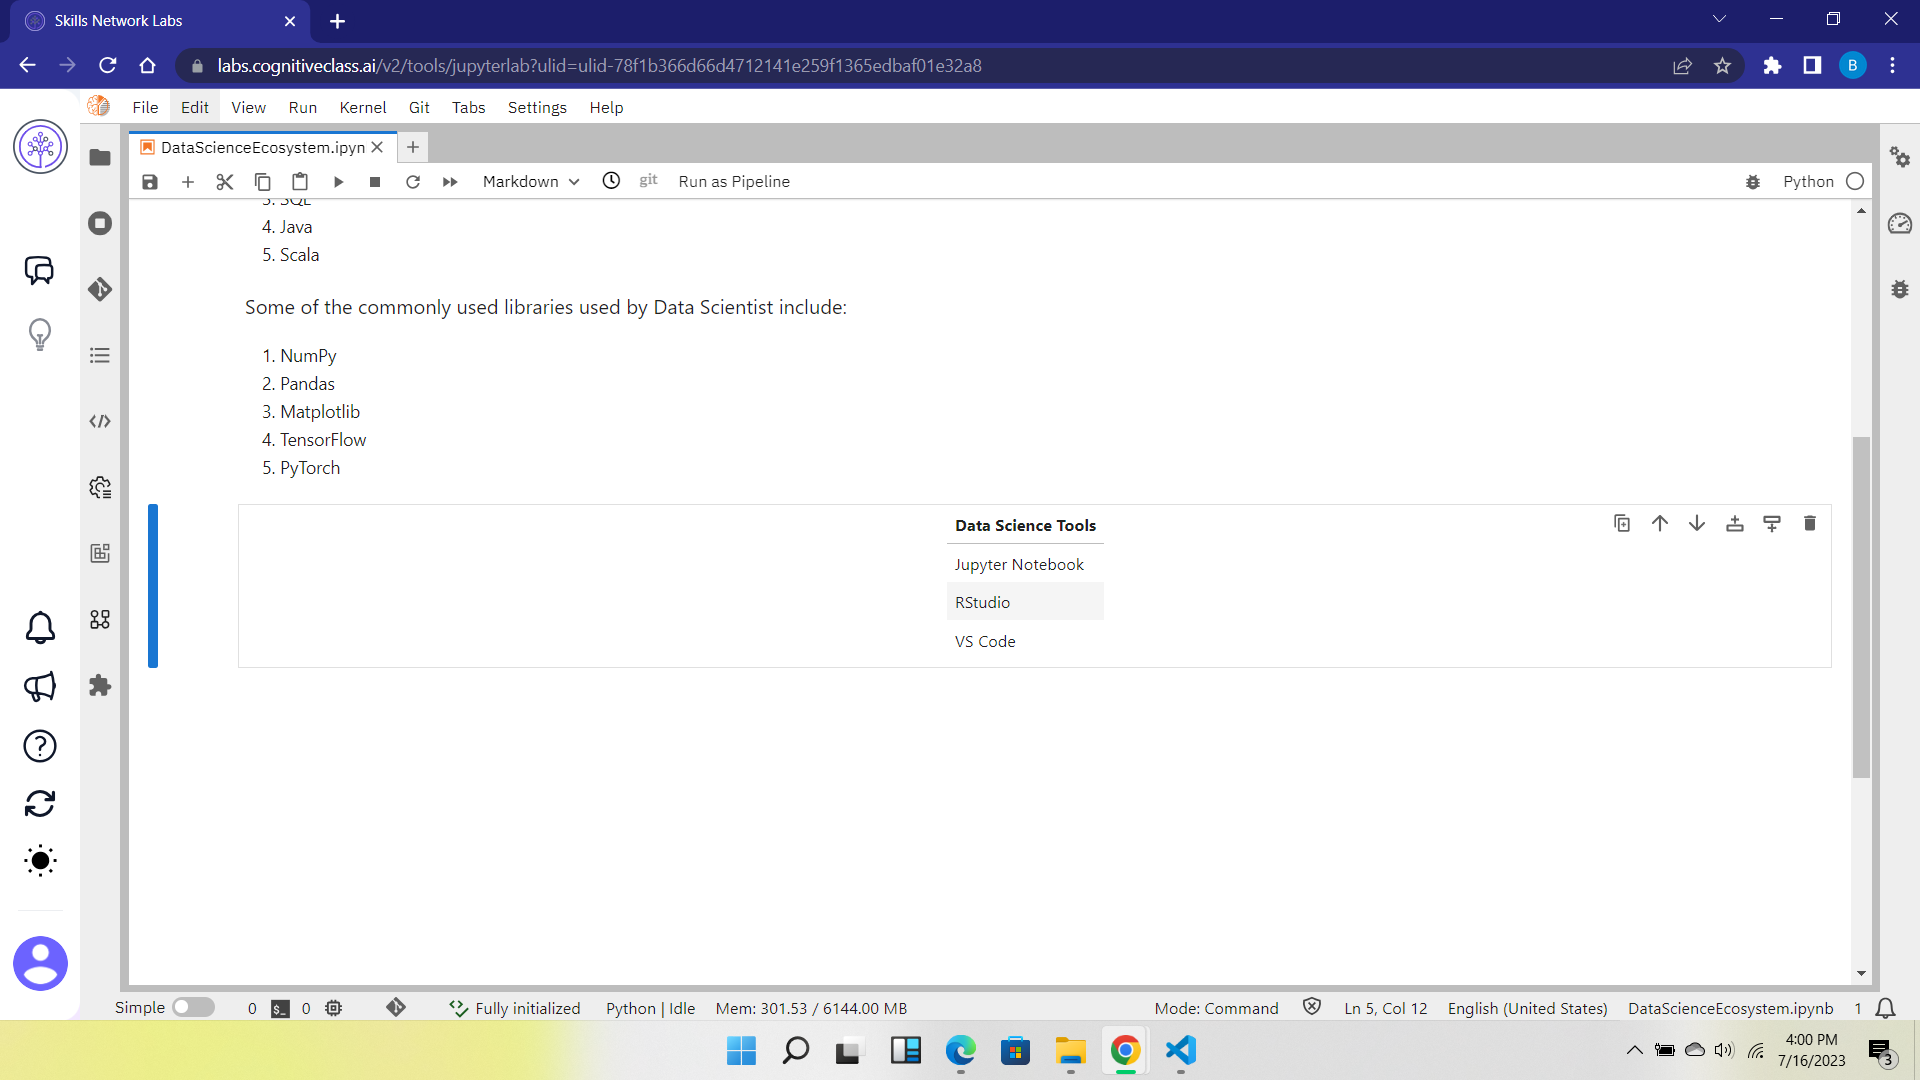 Skills Network Labs
labs.cognitiveclass.ai/v2/tools/jupyterlab?ulid=ulid-78f1b366d66d4712141e259f1365edbaf01e32a8
B
File Edit View Run Kernel Git Tabs Settings Help
DataScienceEcosystem.ipyn
Markdown git Run as Pipeline Python
3. SQL
4. Java
5. Scala
Some of the commonly used libraries used by Data Scientist include:
1. NumPy
2. Pandas
3. Matplotlib
4. TensorFlow
5. PyTorch
Data Science Tools
Jupyter Notebook
RStudio
VS Code
Simple 0 $_ 0 Fully initialized Python | Idle Mem: 301.53 / 6144.00 MB Mode: Command Ln 5, Col 12 English (United States) DataScienceEcosystem.ipynb 1
4:00 PM
7/16/2023
3